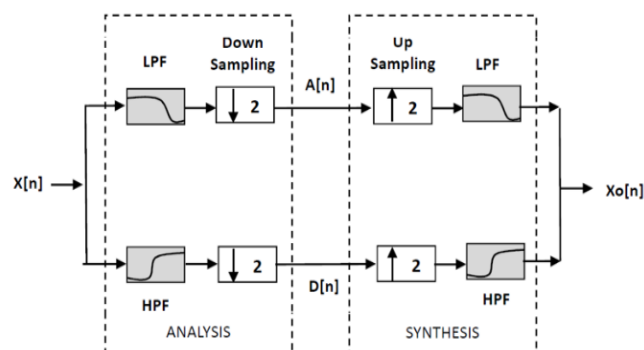 Down
Sampling
LPF
A[n]
Up
Sampling
LPF
2
2
X[n]
Xo[n]
2
2
HPF
D[n]
HPF
ANALYSIS
SYNTHESIS